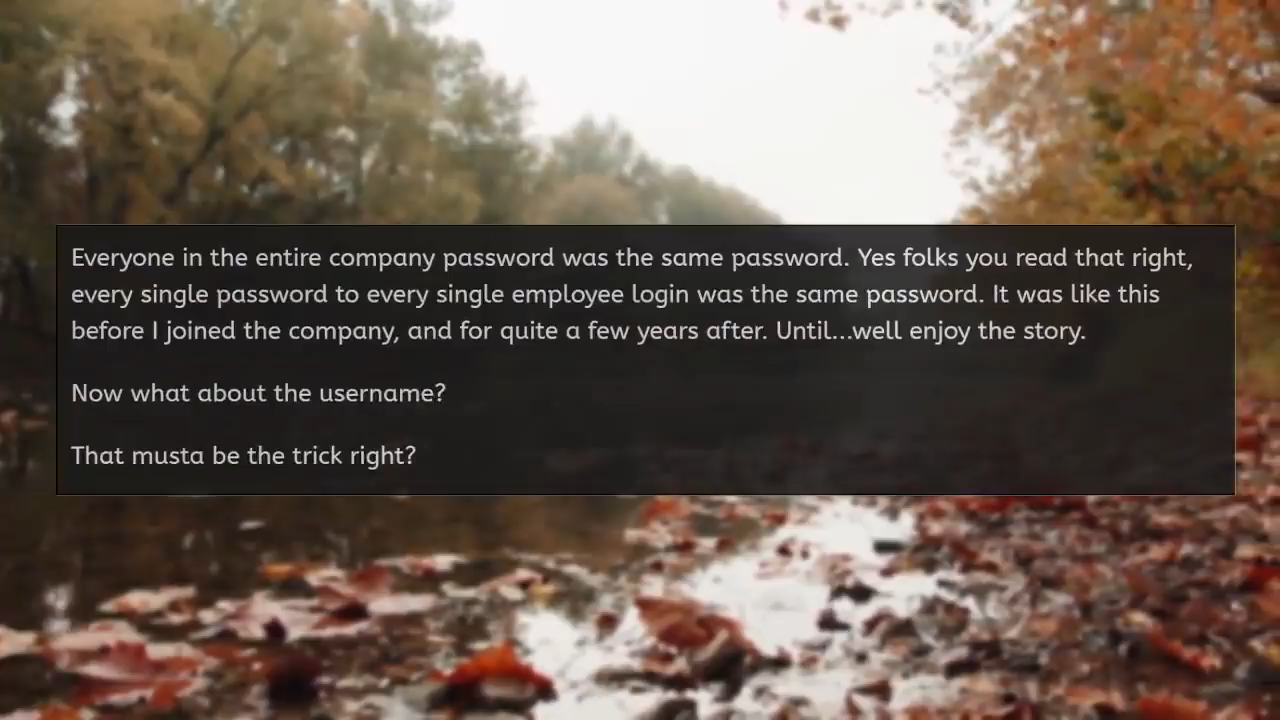 Everyone in the entire company password was the same password. Yes folks you read that right,
every single password to every single employee login was the same password. It was like this
before I joined the company, and for quite a few years after. Until...well enjoy the story.
Now what about the username?
That musta be the trick right?